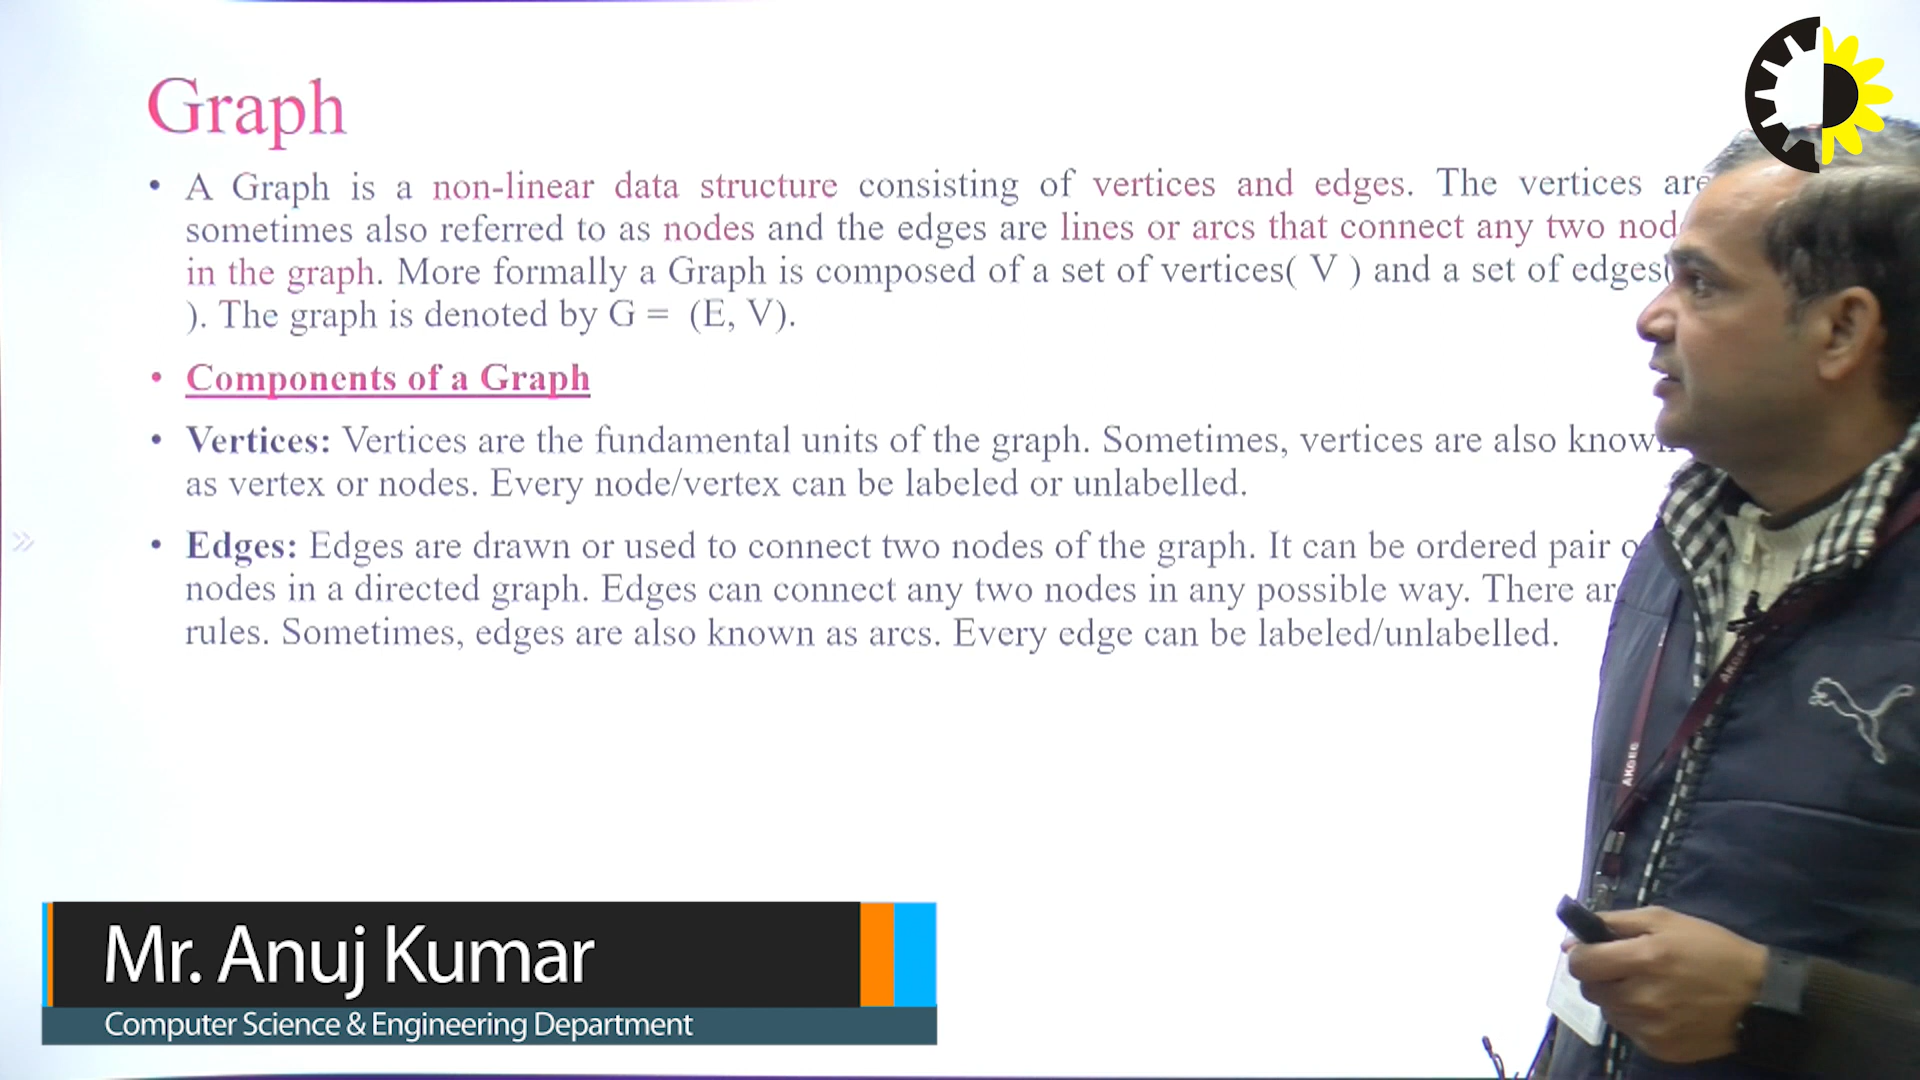 Graph
• A Graph is a non-linear data structure consisting of vertices and edges. The vertices are
sometimes also referred to as nodes and the edges are lines or arcs that connect any two
in the graph. More formally a Graph is composed of a set of vertices( V ) and a set of edges(
). The graph is denoted by G = (E, V).
• Components of a Graph
• Vertices: Vertices are the fundamental units of the graph. Sometimes, vertices are also known
as vertex or nodes. Every node/vertex can be labeled or unlabelled.
• Edges: Edges are drawn or used to connect two nodes of the graph. It can be ordered pair
nodes in a directed graph. Edges can connect any two nodes in any possible way. There
rules. Sometimes, edges are also known as arcs. Every edge can be labeled/unlabelled.
AKGEC
Mr. Anuj Kumar
Computer Science & Engineering Department